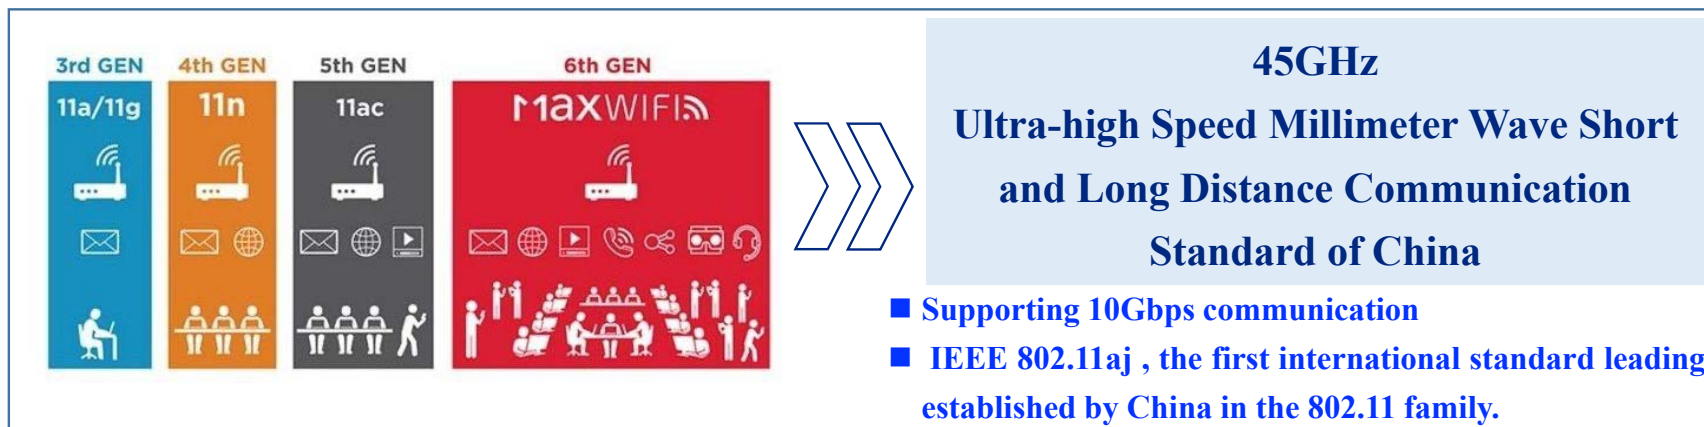 3rd GEN
11a/11g
4th GEN
11n
5th GEN
11ac
6th GEN
MaxWIFI
45GHz
Ultra-high Speed Millimeter Wave Short
and Long Distance Communication
Standard of China
■ Supporting 10Gbps communication
■ IEEE 802.11aj , the first international standard leading
established by China in the 802.11 family.